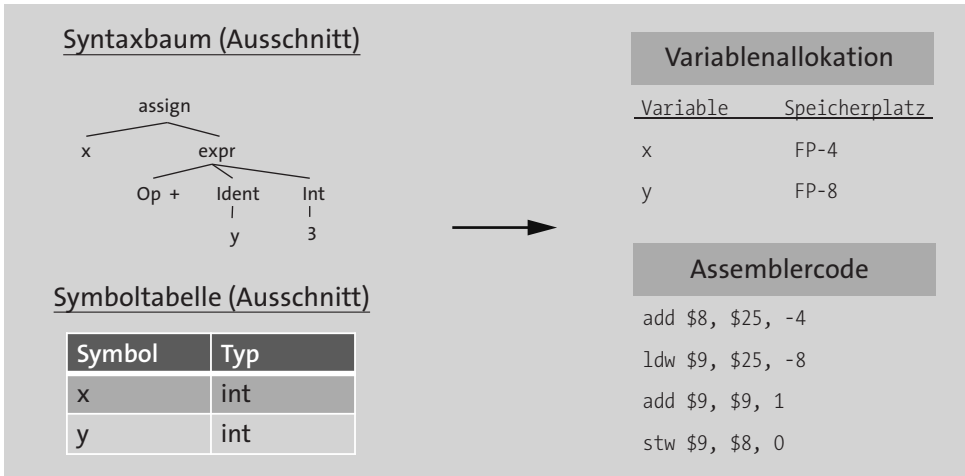 Syntaxbaum (Ausschnitt)
assign
x expr
Op + Ident Int
y 3
Symboltabelle (Ausschnitt)
Symbol Typ
x int
y int
Variablenallokation
Variable Speicherplatz
x FP-4
y FP-8
Assemblercode
add $8, $25, -4
ldw $9, $25, -8
add $9, $9, 1
stw $9, $8, 0